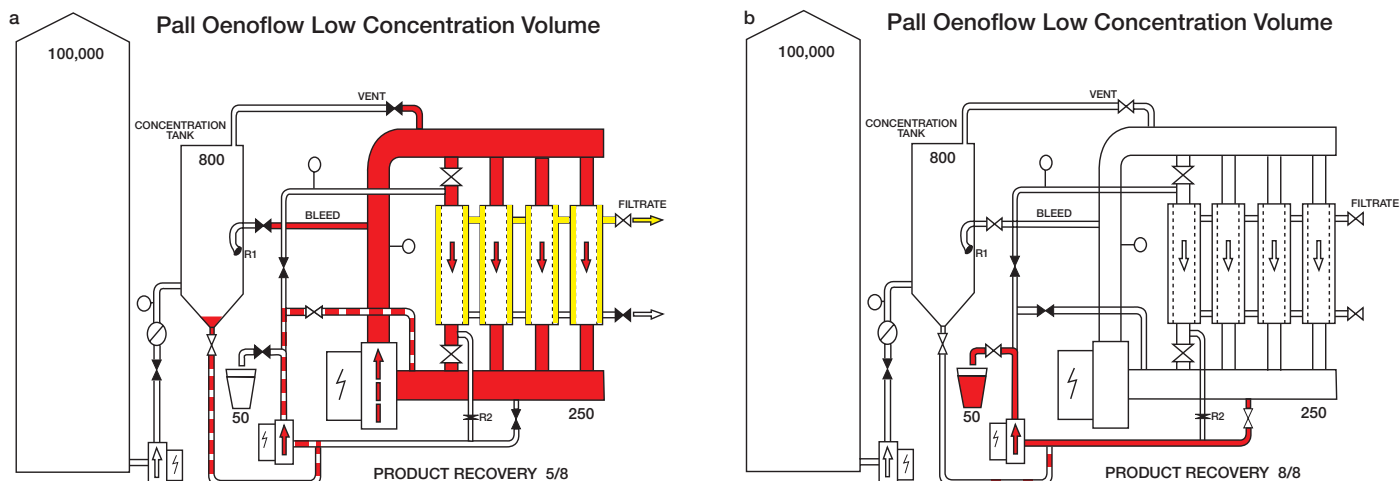 a
Pall Oenoflow Low Concentration Volume
100,000
VENT
CONCENTRATION
TANK
800
FILTRATE
BLEED
R1
50
R2
250
PRODUCT RECOVERY 5/8
b
Pall Oenoflow Low Concentration Volume
100,000
VENT
CONCENTRATION
TANK
800
FILTRATE
BLEED
R1
50
R2
250
PRODUCT RECOVERY 8/8